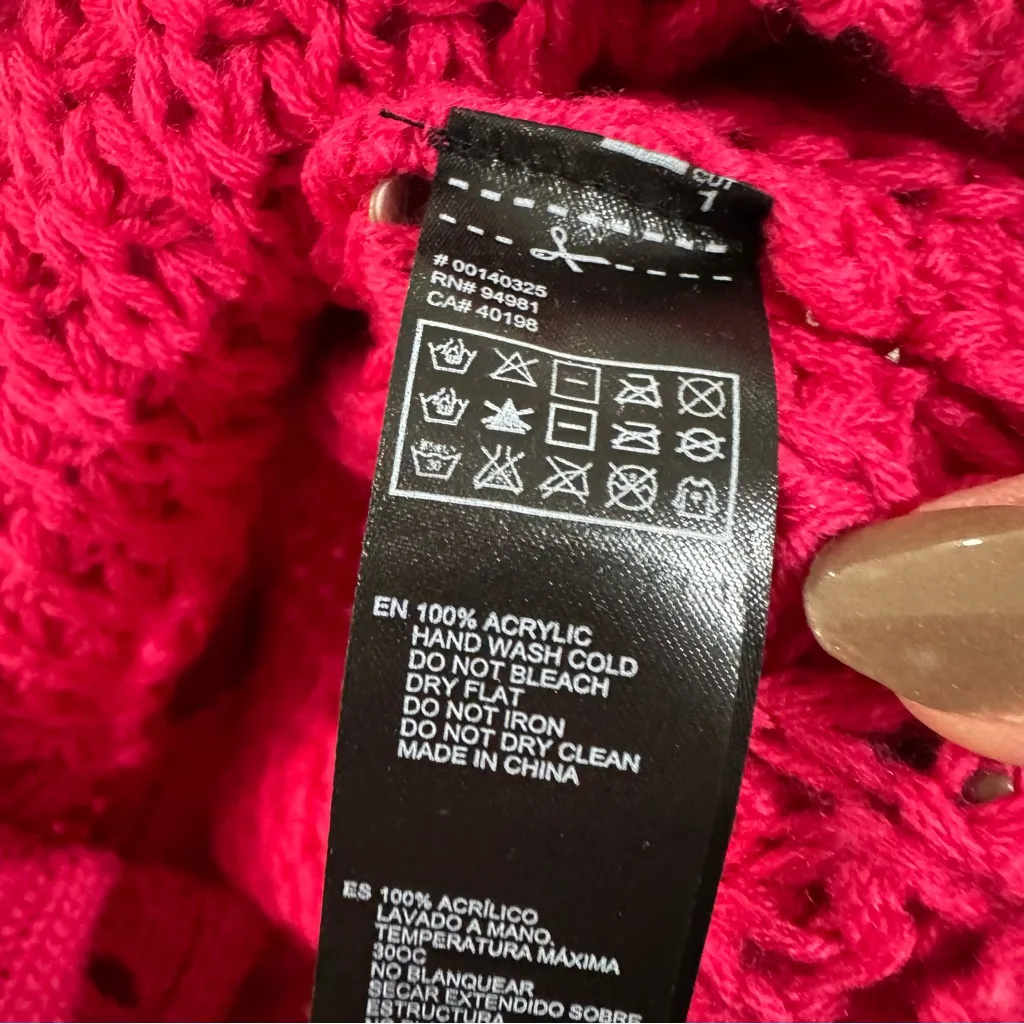 CUT
1
# 00140325
RN# 94981
CA# 40198
30
EN 100% ACRYLIC
HAND WASH COLD
DO NOT BLEACH
DRY FLAT
DO NOT IRON
DO NOT DRY CLEAN
MADE IN CHINA
ES 100% ACRÍLICO
LAVADO A MANO,
TEMPERATURA MÁXIMA
30OC
NO BLANQUEAR
SECAR EXTENDIDO SOBRE
ESTRUCTURA